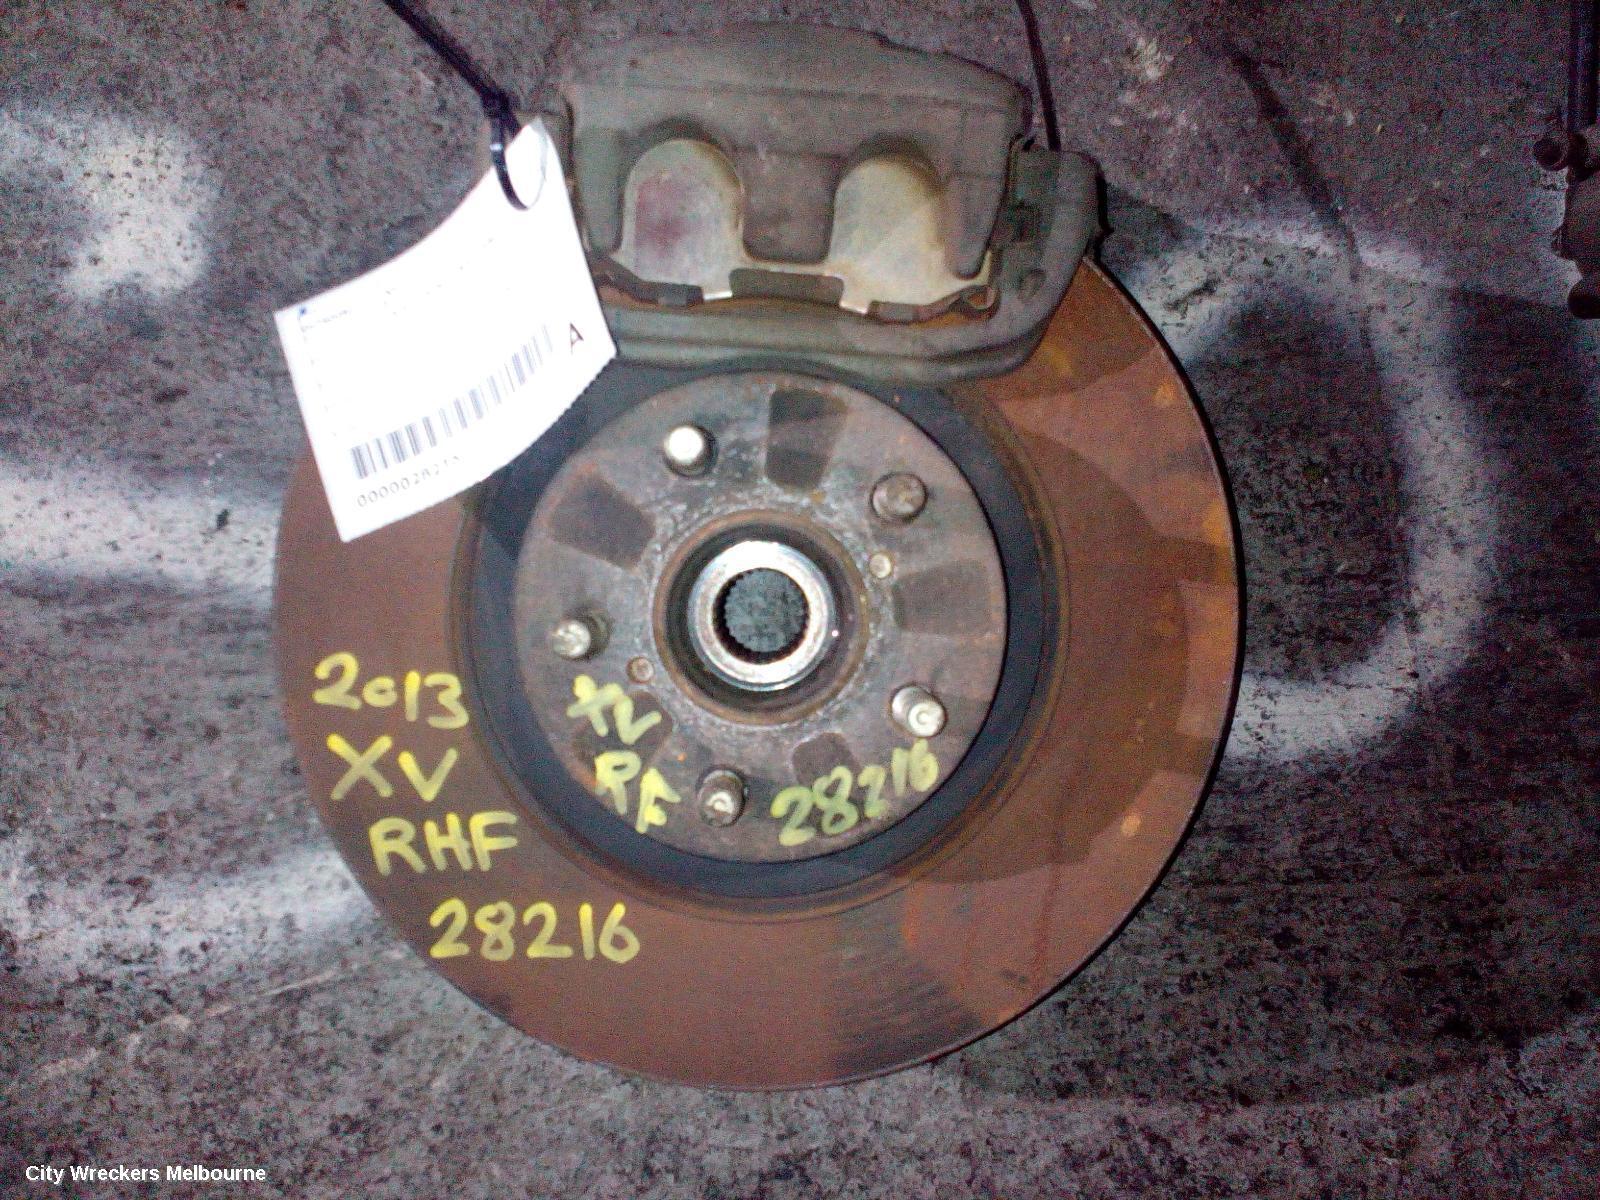 A
2013
XV
RHF
28216
XV
RF
28216
City Wreckers Melbourne